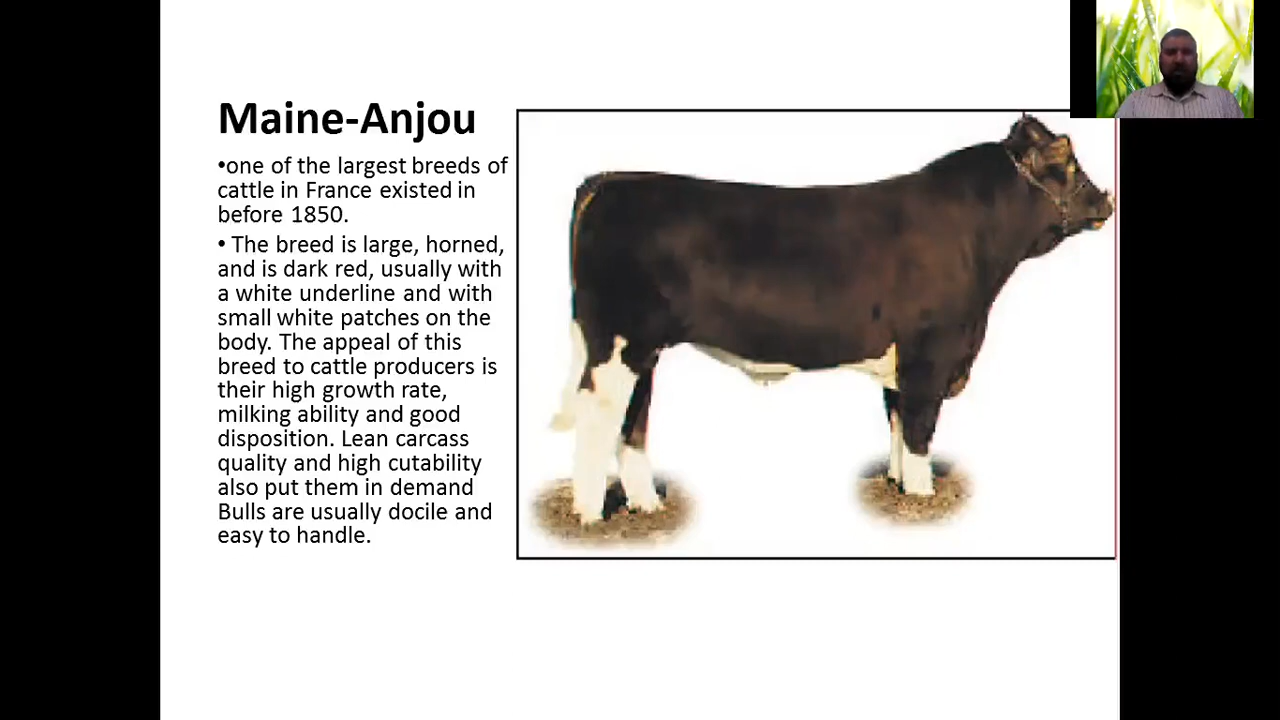 Maine-Anjou
•one of the largest breeds of
cattle in France existed in
before 1850.
• The breed is large, horned,
and is dark red, usually with
a white underline and with
small white patches on the
body. The appeal of this
breed to cattle producers is
their high growth rate,
milking ability and good
disposition. Lean carcass
quality and high cutability
also put them in demand
Bulls are usually docile and
easy to handle.